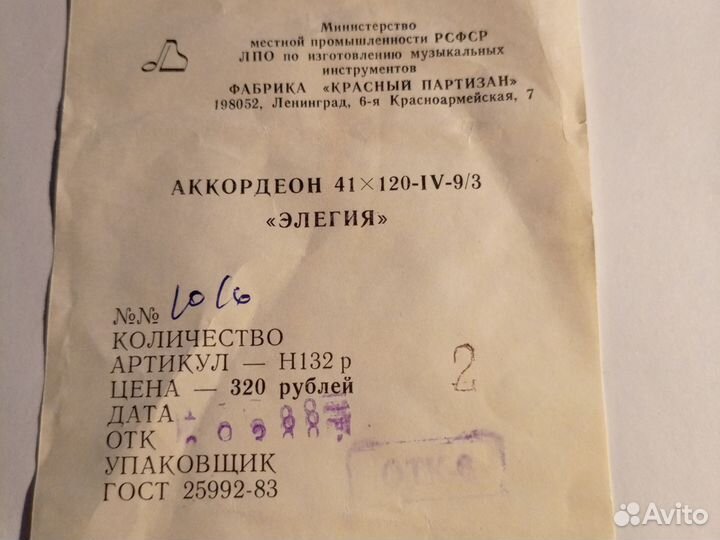 Министерство
местной промышленности РСФСР
ЛПО по изготовлению музыкальных
инструментов
ФАБРИКА «КРАСНЫЙ ПАРТИЗАН»
198052, Ленинград, 6-я Красноармейская, 7
АККОРДЕОН 41×120-IV-9/3
«ЭЛЕГИЯ»
№№
КОЛИЧЕСТВО
АРТИКУЛ — Н132 р
2
ЦЕНА — 320 рублей
ДАТА
ОТК
УПАКОВЩИК
ОТК-6
ГОСТ 25992-83
Avito